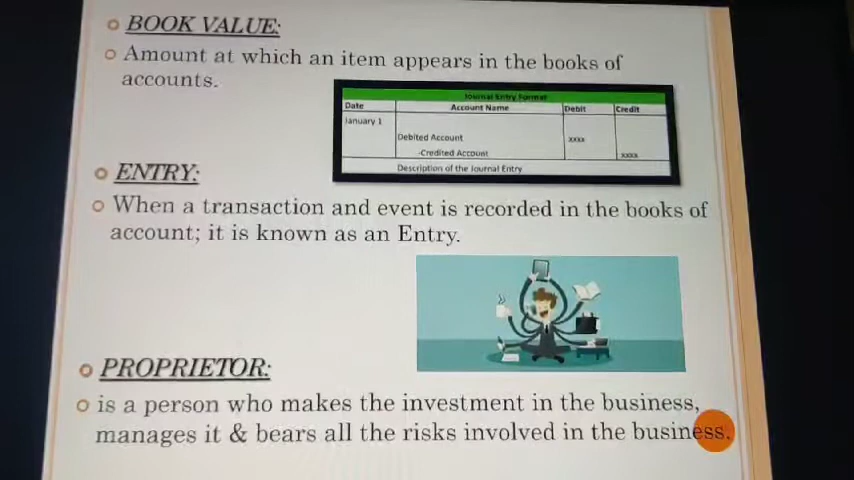 BOOK VALUE:
Amount at which an item appears in the books of
accounts.
Journal Entry Format
Date Account Name Debit Credit
January 1
Debited Account xxxx
-Credited Account xxxx
Description of the Journal Entry
ENTRY:
When a transaction and event is recorded in the books of
account; it is known as an Entry.
PROPRIETOR:
is a person who makes the investment in the business,
manages it & bears all the risks involved in the business.